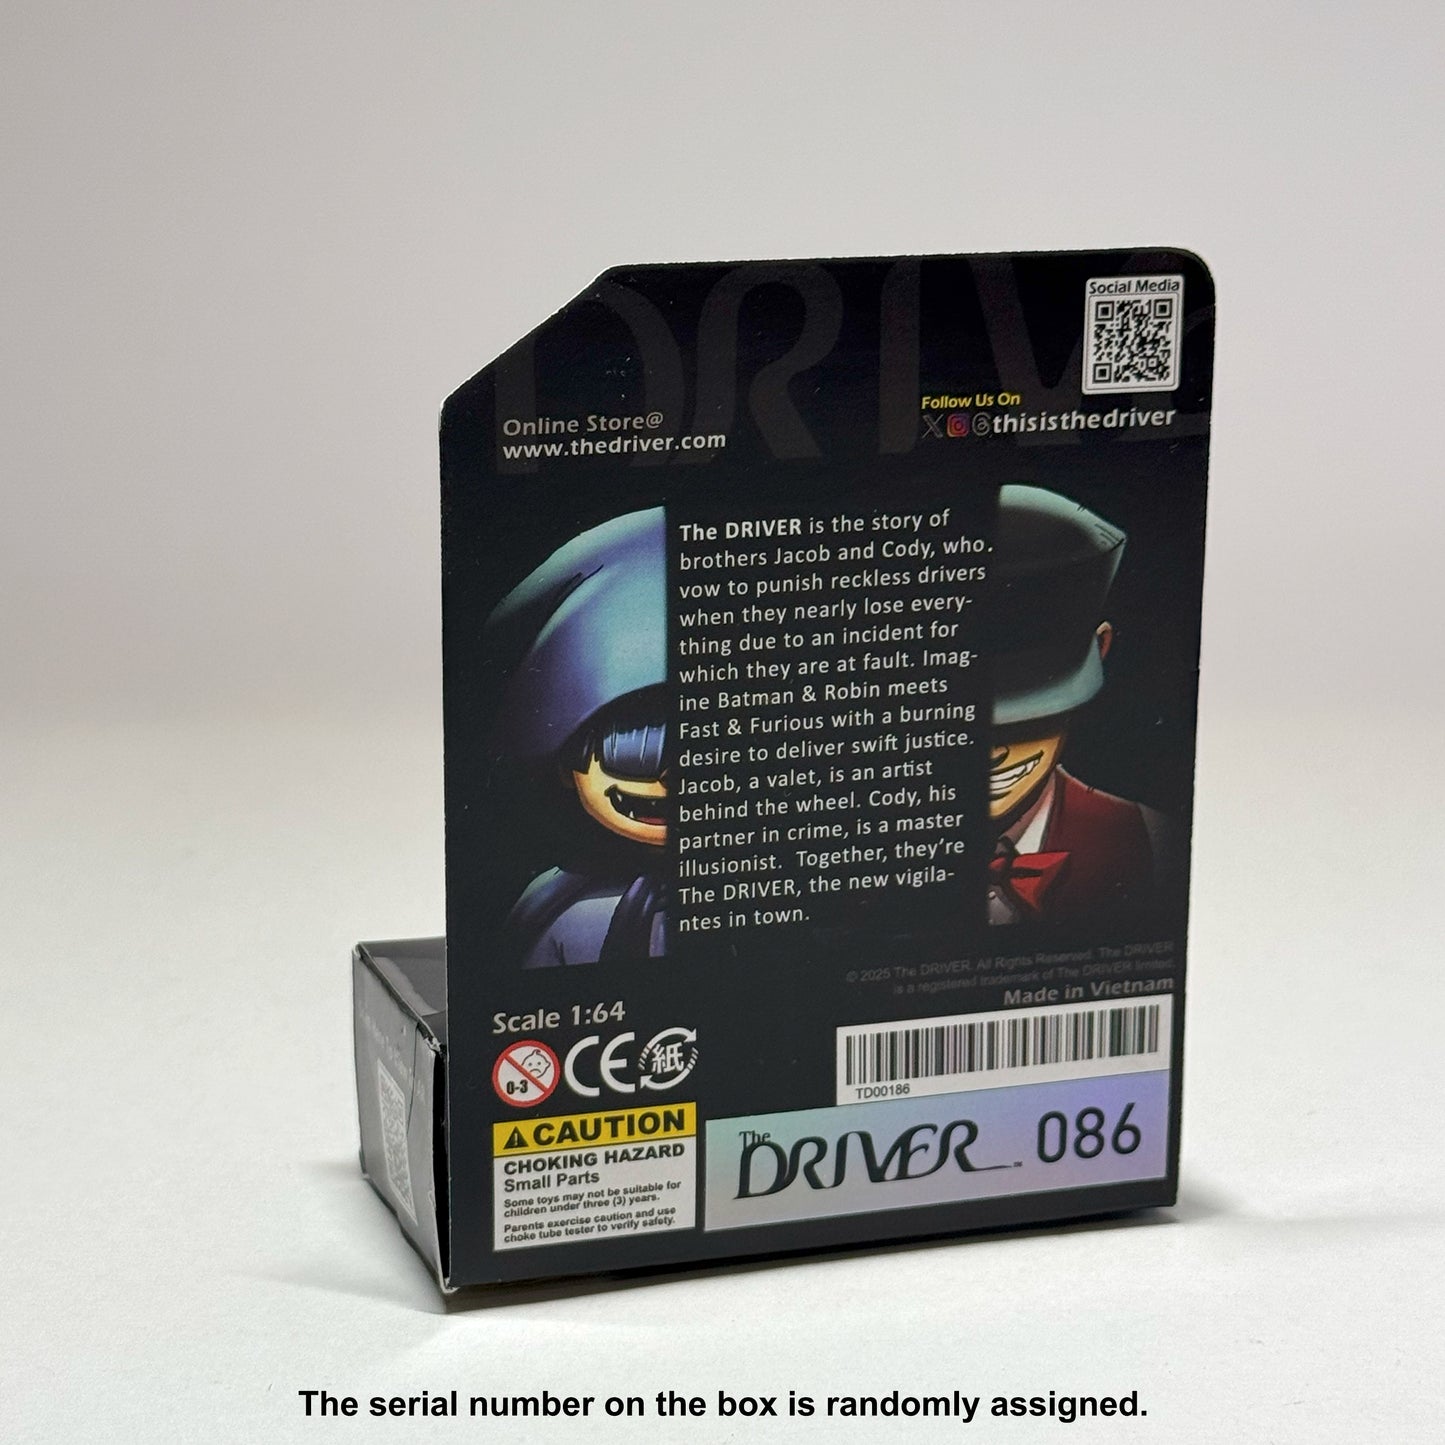 DRIVE
Social Media
Online Store@
www.thedriver.com
Follow Us On
thisisthedriver
The DRIVER is the story of
brothers Jacob and Cody, who.
vow to punish reckless drivers
when they nearly lose every-
thing due to an incident for
which they are at fault. Imag-
ine Batman & Robin meets
Fast & Furious with a burning
desire to deliver swift justice.
Jacob, a valet, is an artist
behind the wheel. Cody, his
partner in crime, is a master
illusionist. Together, they're
The DRIVER, the new vigila-
ntes in town.
© 2025 The DRIVER. All Rights Reserved. The DRIVER
is a registered trademark of The DRIVER limited.
Made in Vietnam
Scale 1:64
0-3
CE
紙
TD00186
CAUTION
CHOKING HAZARD
Small Parts
Some toys may not be suitable for
children under three (3) years.
Parents exercise caution and use
choke tube tester to verify safety.
The
DRIVER™ 086
The serial number on the box is randomly assigned.